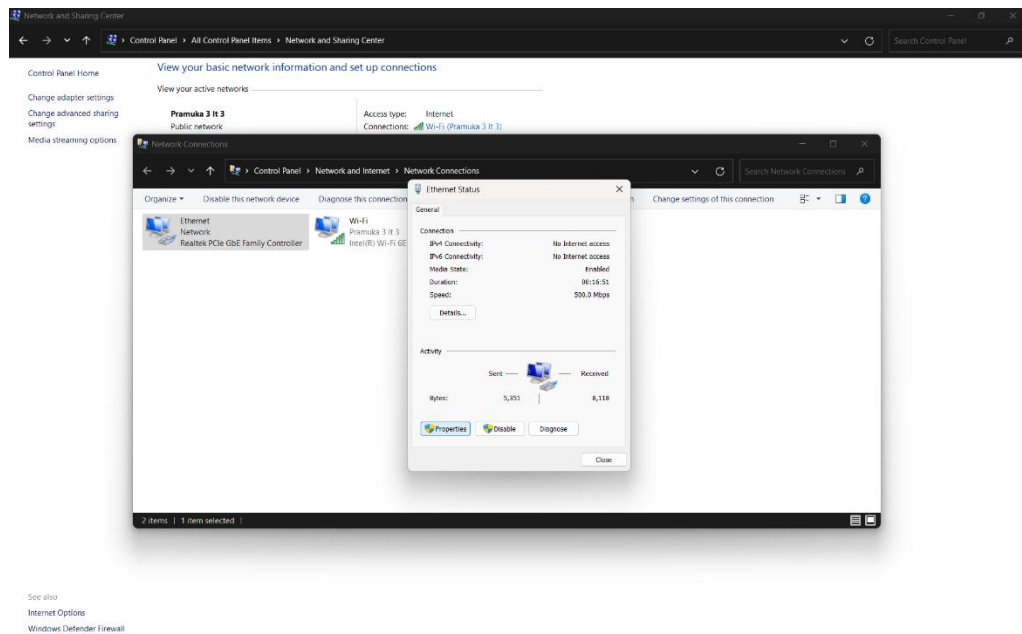 Network and Sharing Center
Control Panel › All Control Panel Items › Network and Sharing Center
Search Control Panel
Control Panel Home
Change adapter settings
Change advanced sharing
settings
Media streaming options
View your basic network information and set up connections
View your active networks
Pramuka 3 lt 3
Public network
Access type: Internet
Connections: Wi-Fi (Pramuka 3 lt 3)
Network Connections
Control Panel › Network and Internet › Network Connections
Search Network Connections
Organize
Disable this network device
Diagnose this connection
Change settings of this connection
Ethernet
Network
Realtek PCIe GbE Family Controller
Wi-Fi
Pramuka 3 lt 3
Intel(R) Wi-Fi 6E
Ethernet Status
General
Connection
IPv4 Connectivity: No Internet access
IPv6 Connectivity: No Internet access
Media State: Enabled
Duration: 00:16:51
Speed: 500.0 Mbps
Details...
Activity
Sent — Received
Bytes: 5,351 8,118
Properties Disable Diagnose
Close
2 items 1 item selected
See also
Internet Options
Windows Defender Firewall